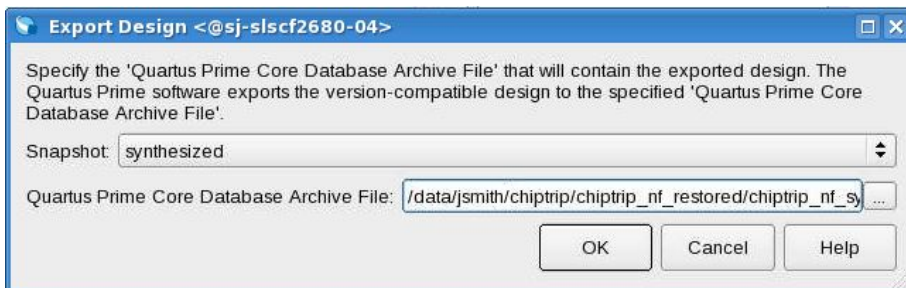 Export Design <@sj-slscf2680-04>
Specify the 'Quartus Prime Core Database Archive File' that will contain the exported design. The
Quartus Prime software exports the version-compatible design to the specified 'Quartus Prime Core
Database Archive File'.
Snapshot: synthesized
Quartus Prime Core Database Archive File: /data/jsmith/chiptrip/chiptrip_nf_restored/chiptrip_nf_sy ...
OK Cancel Help